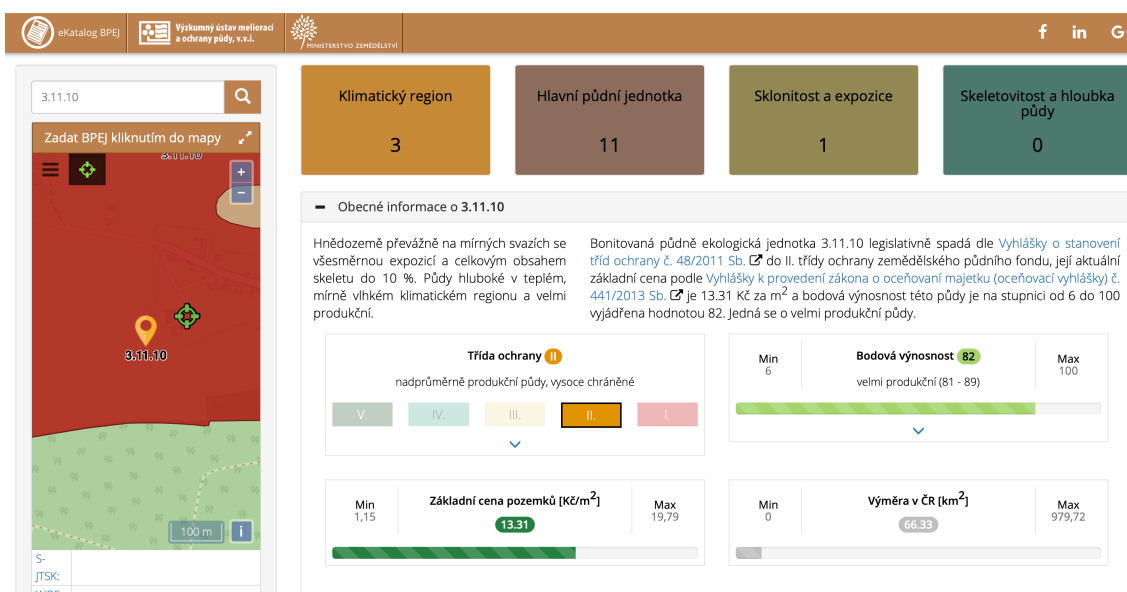 eKatalog BPEJ
Výzkumný ústav meliorací
a ochrany půdy, v.v.i.
MINISTERSTVO ZEMĚDĚLSTVÍ
f in G+
3.11.10
Zadat BPEJ kliknutím do mapy
3.11.10
+
−
3.11.10
100 m i
S-
JTSK:
Klimatický region
3
Hlavní půdní jednotka
11
Sklonitost a expozice
1
Skeletovitost a hloubka
půdy
0
Obecné informace o 3.11.10
Hnědozemě převážně na mírných svazích se
všesměrnou expozicí a celkovým obsahem
skeletu do 10 %. Půdy hluboké v teplém,
mírně vlhkém klimatickém regionu a velmi
produkční.
Bonitovaná půdně ekologická jednotka 3.11.10 legislativně spadá dle Vyhlášky o stanovení
tříd ochrany č. 48/2011 Sb. do II. třídy ochrany zemědělského půdního fondu, její aktuální
základní cena podle Vyhlášky k provedení zákona o oceňovaní majetku (oceňovací vyhlášky) č.
441/2013 Sb. je 13.31 Kč za m2 a bodová výnosnost této půdy je na stupnici od 6 do 100
vyjádřena hodnotou 82. Jedná se o velmi produkční půdy.
Třída ochrany II
nadprůměrně produkční půdy, vysoce chráněné
V. IV. III. II. I.
Min
6
Bodová výnosnost 82
velmi produkční (81 - 89)
Max
100
Min
1,15
Základní cena pozemků [Kč/m2]
13.31
Max
19,79
Min
0
Výměra v ČR [km2]
66.33
Max
979,72